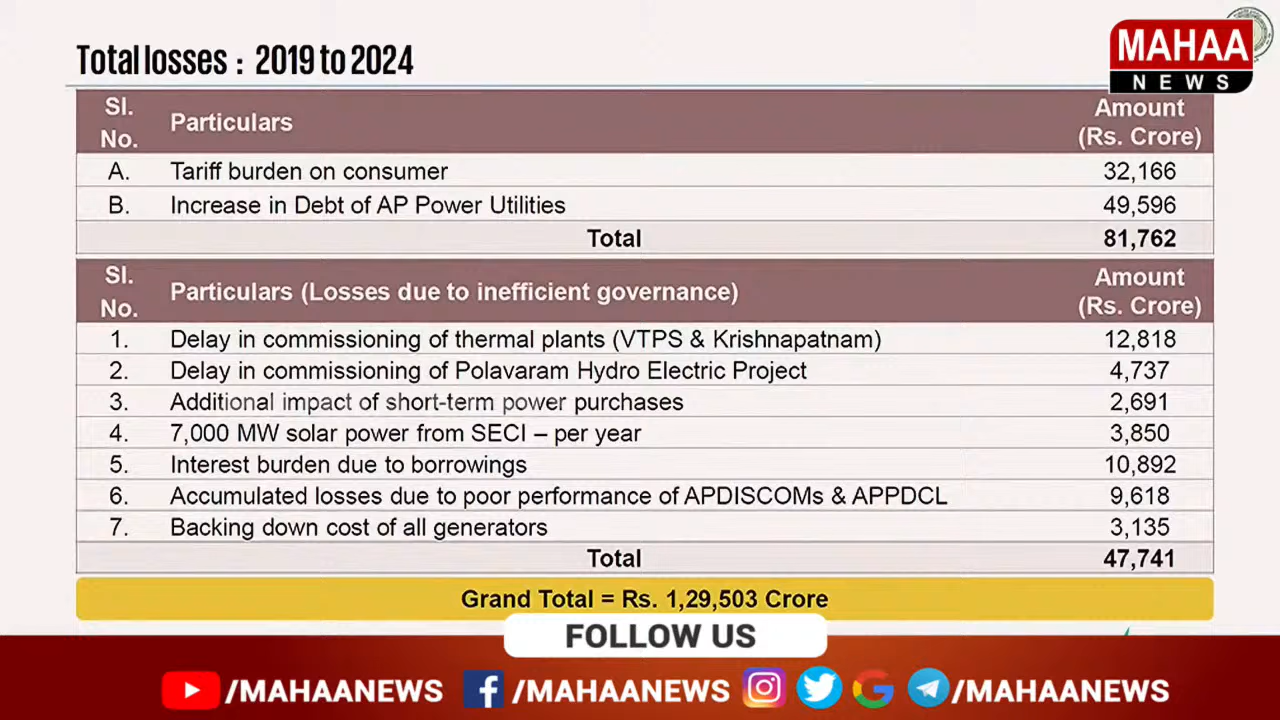 Total losses : 2019 to 2024
MAHAA
NEWS
Sl. No. Particulars Amount (Rs. Crore)
A. Tariff burden on consumer 32,166
B. Increase in Debt of AP Power Utilities 49,596
Total 81,762
Sl. No. Particulars (Losses due to inefficient governance) Amount (Rs. Crore)
1. Delay in commissioning of thermal plants (VTPS & Krishnapatnam) 12,818
2. Delay in commissioning of Polavaram Hydro Electric Project 4,737
3. Additional impact of short-term power purchases 2,691
4. 7,000 MW solar power from SECI – per year 3,850
5. Interest burden due to borrowings 10,892
6. Accumulated losses due to poor performance of APDISCOMs & APPDCL 9,618
7. Backing down cost of all generators 3,135
Total 47,741
Grand Total = Rs. 1,29,503 Crore
FOLLOW US
/MAHAANEWS /MAHAANEWS /MAHAANEWS